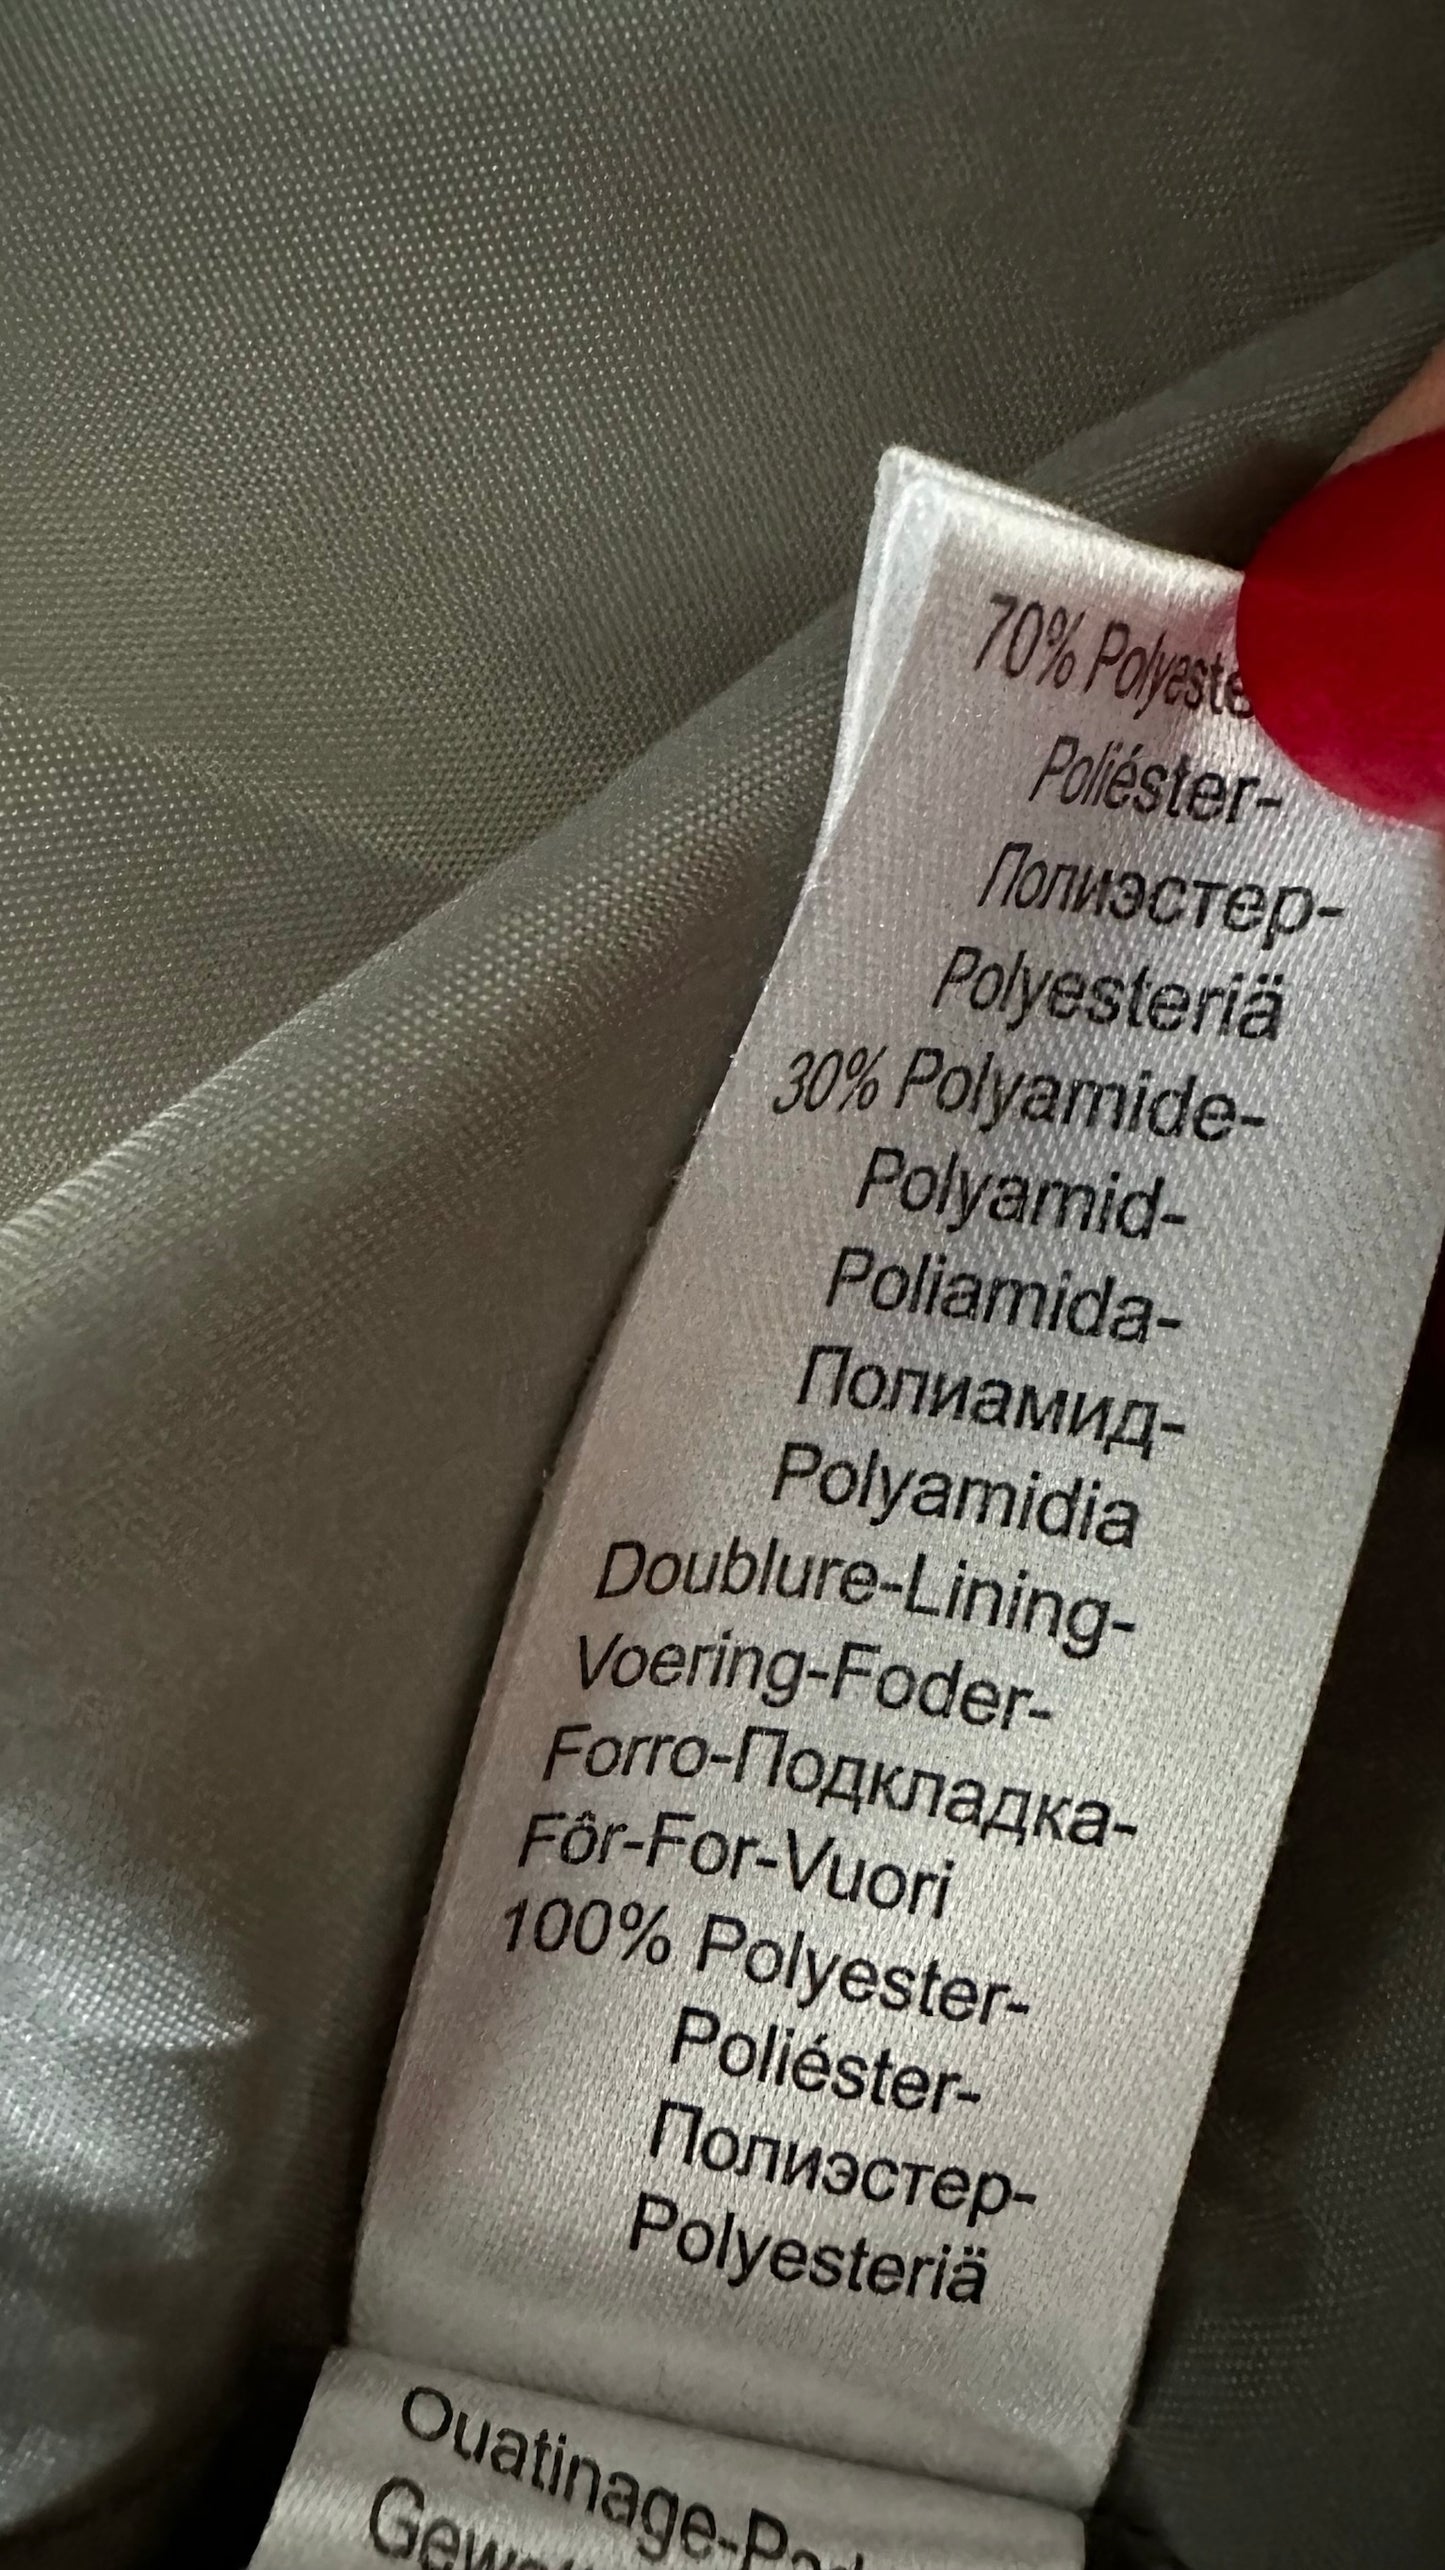 70% Polyeste
Poliéster-
Полиэстер-
Polyesteriä
30% Polyamide-
Polyamid-
Poliamida-
Полиамид-
Polyamidia
Doublure-Lining-
Voering-Foder-
Forro-Подкладка-
Fôr-For-Vuori
100% Polyester-
Poliéster-
Полиэстер-
Polyesteriä
Ouatinage-